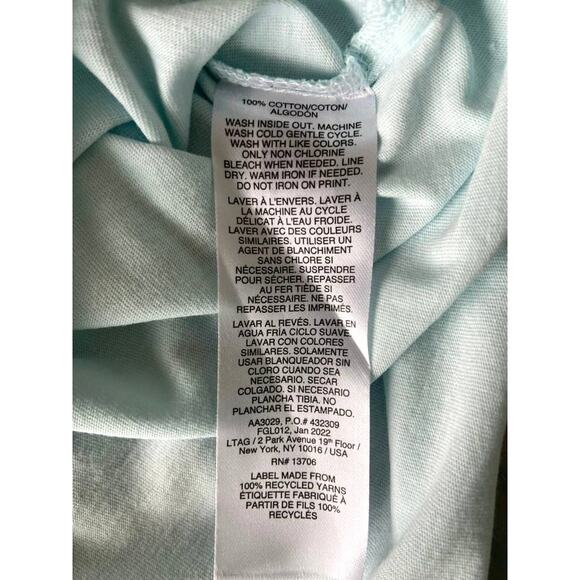 100% COTTON/COTON/
ALGODÓN
WASH INSIDE OUT. MACHINE
WASH COLD GENTLE CYCLE.
WASH WITH LIKE COLORS.
ONLY NON CHLORINE
BLEACH WHEN NEEDED. LINE
DRY. WARM IRON IF NEEDED.
DO NOT IRON ON PRINT.
LAVER À L'ENVERS. LAVER À
LA MACHINE AU CYCLE
DÉLICAT À L'EAU FROIDE.
LAVER AVEC DES COULEURS
SIMILAIRES. UTILISER UN
AGENT DE BLANCHIMENT
SANS CHLORE SI
NÉCESSAIRE. SUSPENDRE
POUR SÉCHER. REPASSER
AU FER TIÈDE SI
NÉCESSAIRE. NE PAS
REPASSER LES IMPRIMÉS.
LAVAR AL REVÉS. LAVAR EN
AGUA FRÍA CICLO SUAVE.
LAVAR CON COLORES
SIMILARES. SOLAMENTE
USAR BLANQUEADOR SIN
CLORO CUANDO SEA
NECESARIO. SECAR
COLGADO. SI NECESARIO
PLANCHA TIBIA. NO
PLANCHAR EL ESTAMPADO.
AA3029, P.O.# 432309
FGL012, Jan 2022
LTAG / 2 Park Avenue 19th Floor /
New York, NY 10016 / USA
RN# 13706
LABEL MADE FROM
100% RECYCLED YARNS
ÉTIQUETTE FABRIQUÉ À
PARTIR DE FILS 100%
RECYCLÉS